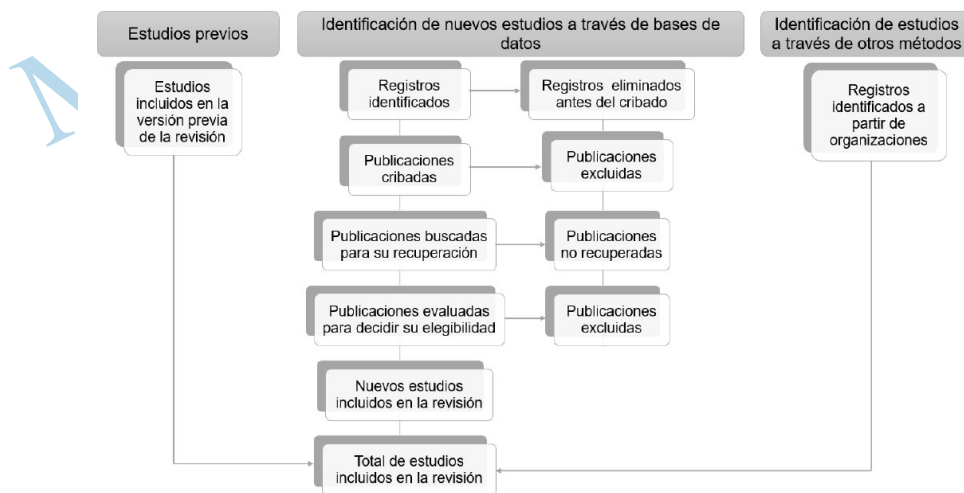 Estudios previos
Identificación de nuevos estudios a través de bases de
datos
Identificación de estudios
a través de otros métodos
Estudios
incluidos en la
versión previa
de la revisión
Registros
identificados
Registros eliminados
antes del cribado
Registros
identificados a
partir de
organizaciones
Publicaciones
cribadas
Publicaciones
excluidas
Publicaciones buscadas
para su recuperación
Publicaciones
no recuperadas
Publicaciones evaluadas
para decidir su elegibilidad
Publicaciones
excluidas
Nuevos estudios
incluidos en la revisión
Total de estudios
incluidos en la revisión